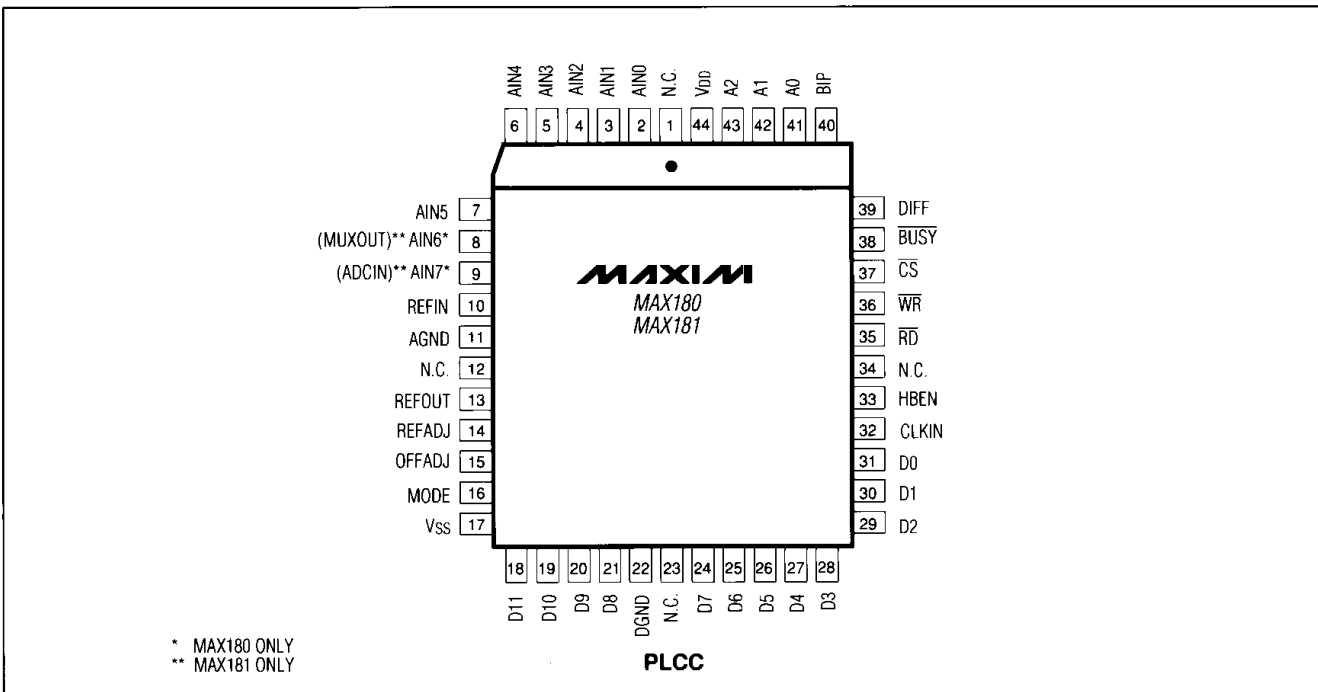 AIN4 AIN3 AIN2 AIN1 AIN0 N.C. VDD A2 A1 A0 BIP
6 5 4 3 2 1 44 43 42 41 40
AIN5 7
(MUXOUT)** AIN6* 8
(ADCIN)** AIN7* 9
REFIN 10
AGND 11
N.C. 12
REFOUT 13
REFADJ 14
OFFADJ 15
MODE 16
VSS 17
MAXIM
MAX180
MAX181
39 DIFF
38 BUSY
37 CS
36 WR
35 RD
34 N.C.
33 HBEN
32 CLKIN
31 D0
30 D1
29 D2
18 19 20 21 22 23 24 25 26 27 28
D11 D10 D9 D8 DGND N.C. D7 D6 D5 D4 D3
* MAX180 ONLY
** MAX181 ONLY
PLCC